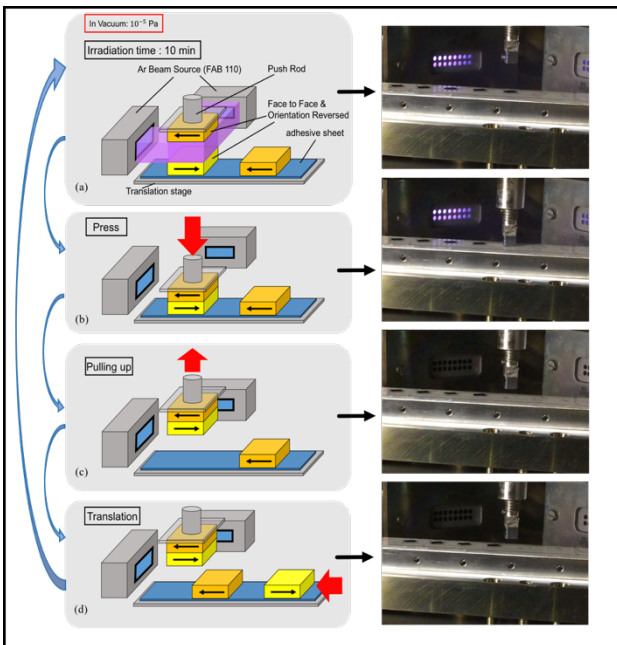 In Vacuum: 10⁻⁵ Pa
Irradiation time : 10 min
Ar Beam Source (FAB 110)
Push Rod
Face to Face &
Orientation Reversed
adhesive sheet
Translation stage
(a)
Press
(b)
Pulling up
(c)
Translation
(d)